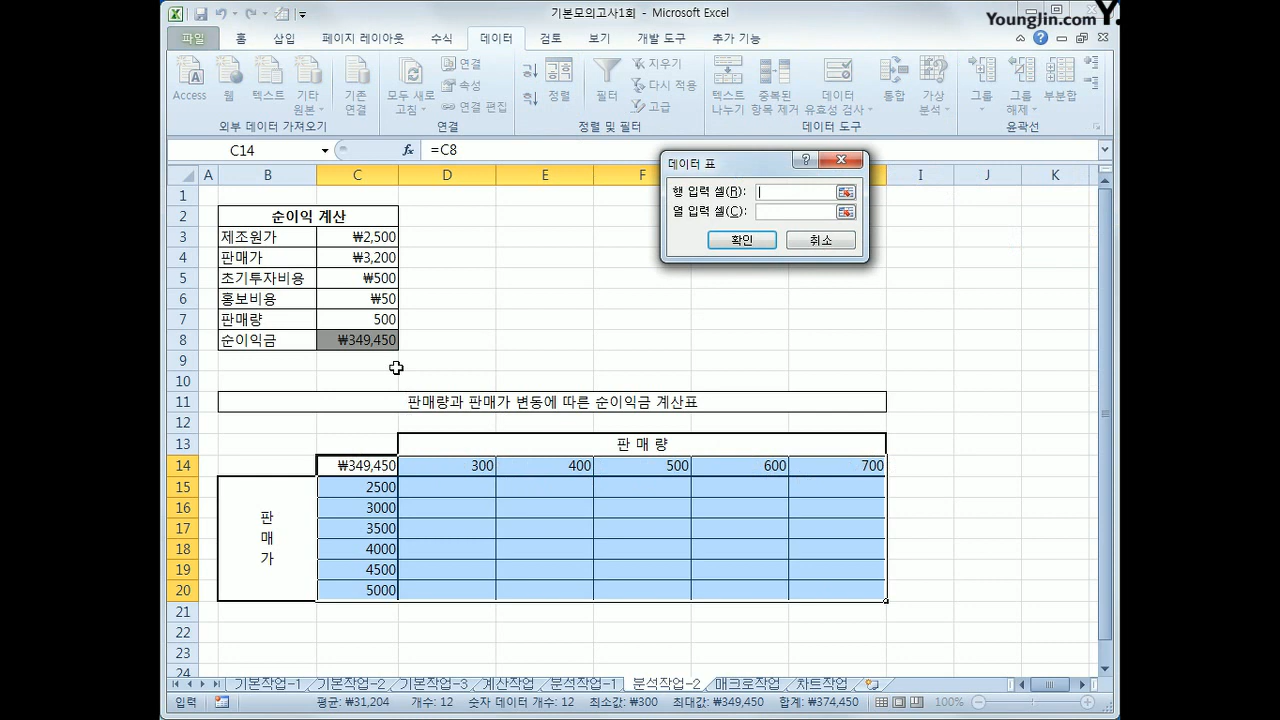 기본모의고사1회 - Microsoft Excel
YoungJin.com Y.
파일 홈 삽입 페이지 레이아웃 수식 데이터 검토 보기 개발 도구 추가 기능
Access 웹 텍스트 기타 원본 기존 연결 모두 새로 고침 연결 속성 연결 편집 정렬 필터 지우기 다시 적용 고급 텍스트 나누기 중복된 항목 제거 데이터 유효성 검사 통합 가상 분석 그룹 그룹 해제 부분합
외부 데이터 가져오기 연결 정렬 및 필터 데이터 도구 윤곽선
C14 fx =C8
A B C D E F I J K
데이터 표
행 입력 셀(R):
열 입력 셀(C):
확인 취소
1
2 순이익 계산
3 제조원가 ₩2,500
4 판매가 ₩3,200
5 초기투자비용 ₩500
6 홍보비용 ₩50
7 판매량 500
8 순이익금 ₩349,450
9
10
11 판매량과 판매가 변동에 따른 순이익금 계산표
12
13 판 매 량
14 ₩349,450 300 400 500 600 700
15 2500
16 판 3000
17 매 3500
18 가 4000
19 4500
20 5000
21
22
23
24
기본작업-1 기본작업-2 기본작업-3 계산작업 분석작업-1 분석작업-2 매크로작업 차트작업
입력 평균: ₩31,204 개수: 12 숫자 데이터 개수: 12 최소값: ₩300 최대값: ₩349,450 합계: ₩374,450 100%